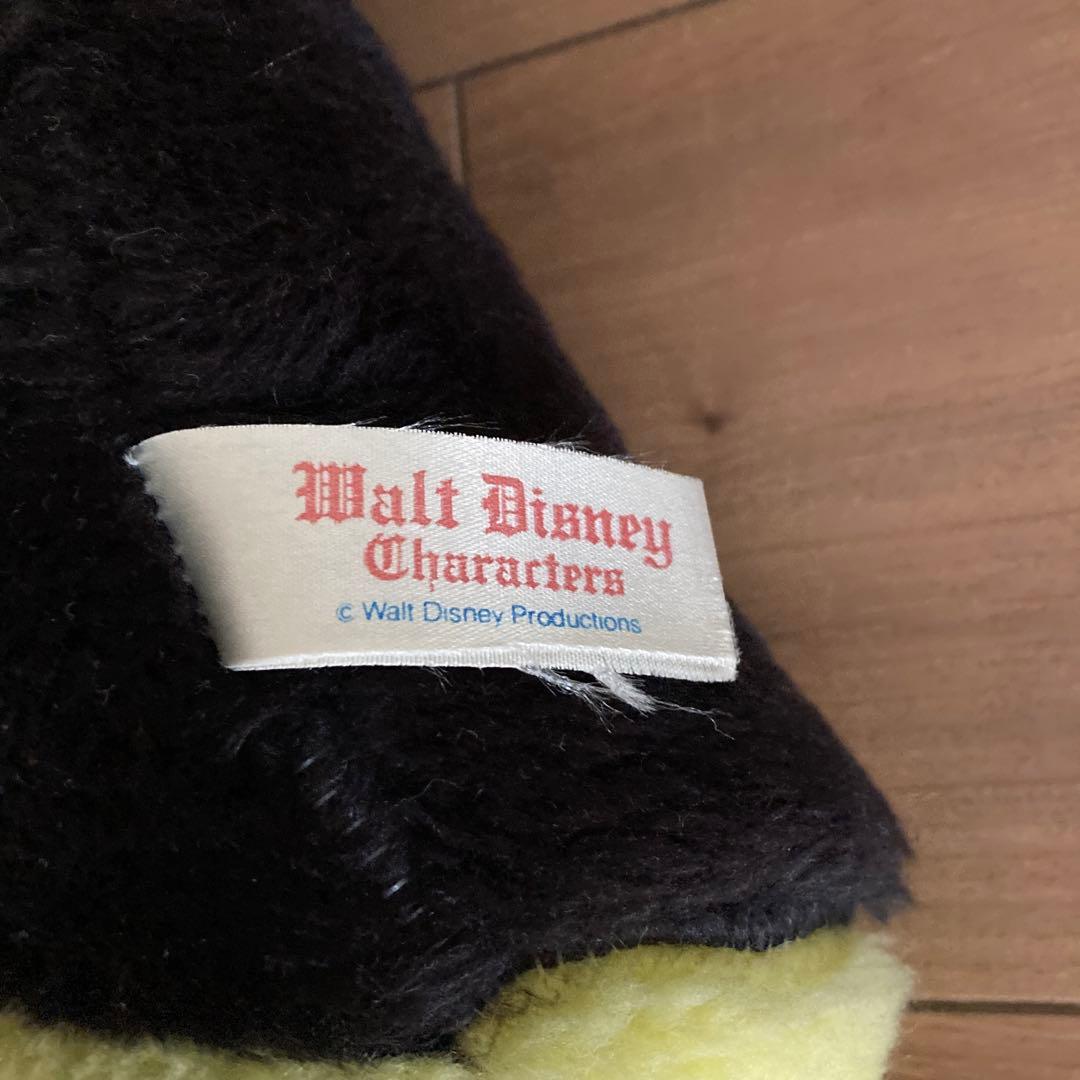 Walt Disney
Characters
© Walt Disney Productions